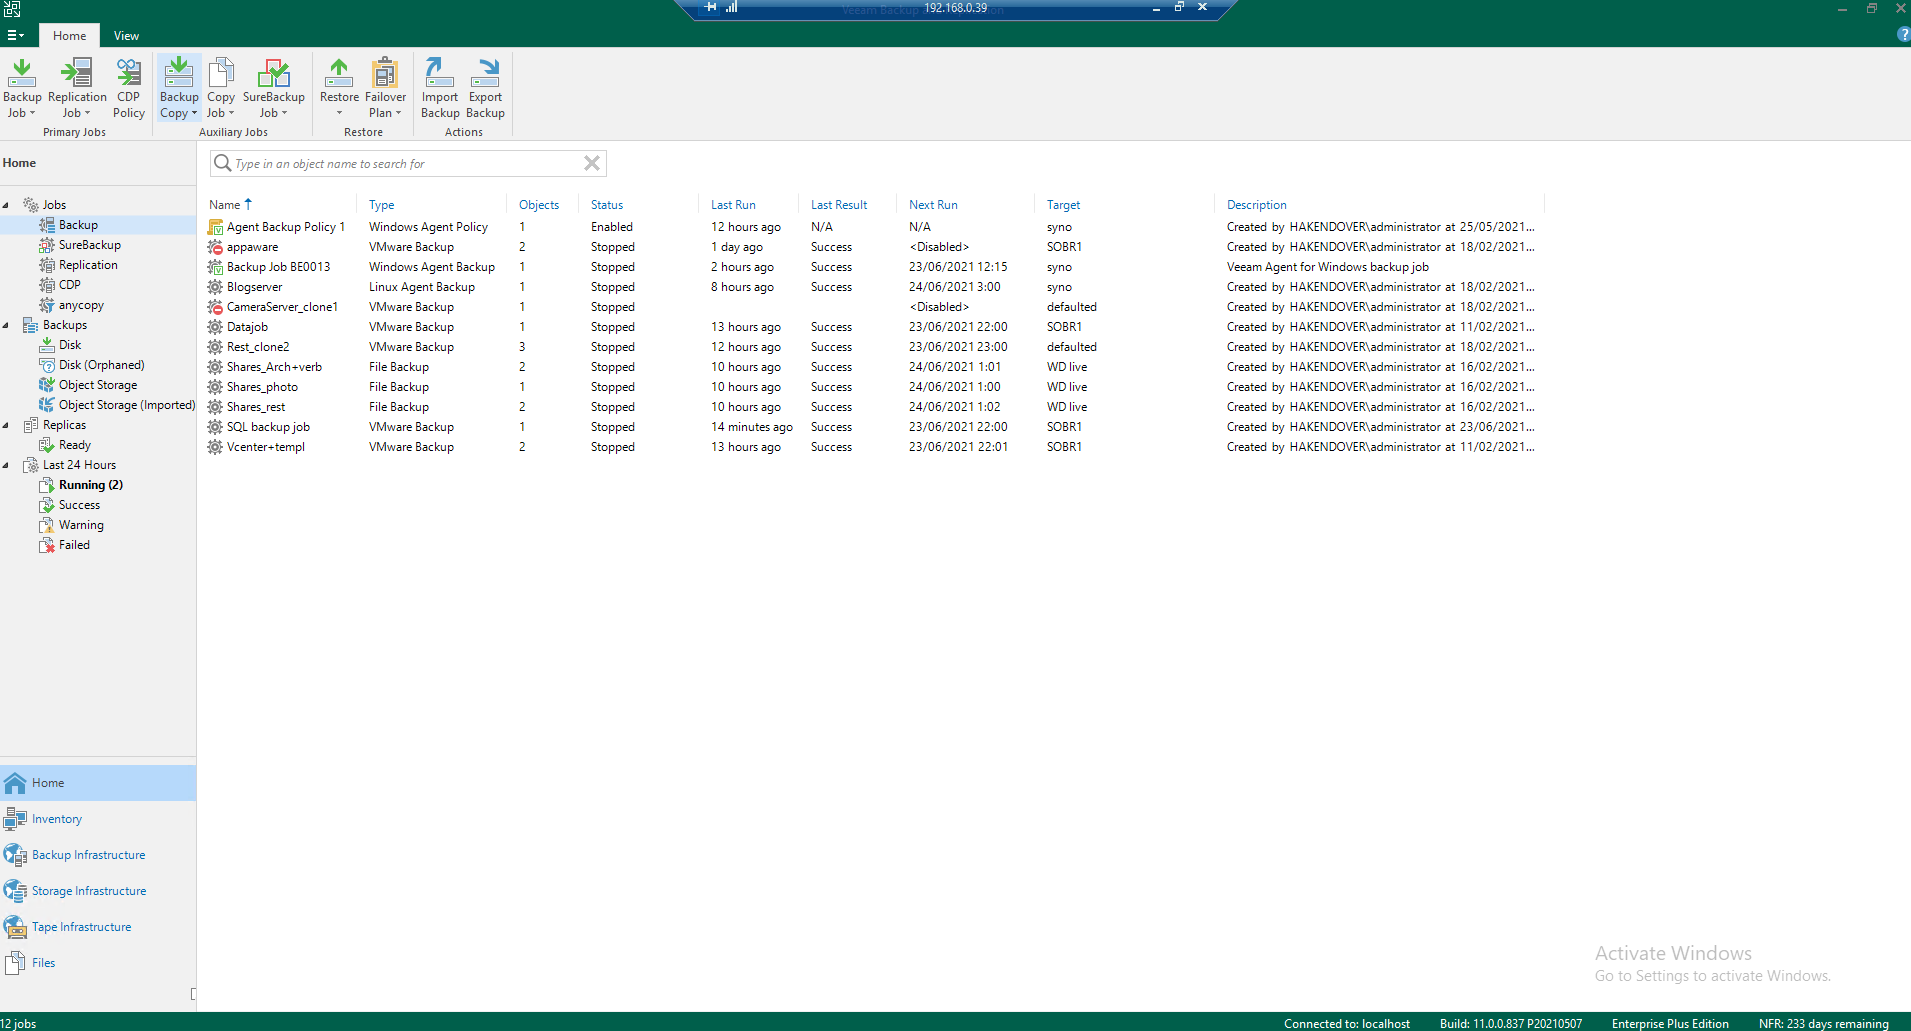 192.168.0.39
Home View
Backup Job Replication Job CDP Policy Backup Copy Copy Job SureBackup Job Restore Failover Plan Import Backup Export Backup
Primary Jobs Auxiliary Jobs Restore Actions
Home
Type in an object name to search for
Jobs
Backup
SureBackup
Replication
CDP
anycopy
Backups
Disk
Disk (Orphaned)
Object Storage
Object Storage (Imported)
Replicas
Ready
Last 24 Hours
Running (2)
Success
Warning
Failed
Name Type Objects Status Last Run Last Result Next Run Target Description
Agent Backup Policy 1 Windows Agent Policy 1 Enabled 12 hours ago N/A N/A syno Created by HAKENDOVER\administrator at 25/05/2021...
appaware VMware Backup 2 Stopped 1 day ago Success <Disabled> SOBR1 Created by HAKENDOVER\administrator at 18/02/2021...
Backup Job BE0013 Windows Agent Backup 1 Stopped 2 hours ago Success 23/06/2021 12:15 syno Veeam Agent for Windows backup job
Blogserver Linux Agent Backup 1 Stopped 8 hours ago Success 24/06/2021 3:00 syno Created by HAKENDOVER\administrator at 18/02/2021...
CameraServer_clone1 VMware Backup 1 Stopped <Disabled> defaulted Created by HAKENDOVER\administrator at 18/02/2021...
Datajob VMware Backup 1 Stopped 13 hours ago Success 23/06/2021 22:00 SOBR1 Created by HAKENDOVER\administrator at 11/02/2021...
Rest_clone2 VMware Backup 3 Stopped 12 hours ago Success 23/06/2021 23:00 defaulted Created by HAKENDOVER\administrator at 18/02/2021...
Shares_Arch+verb File Backup 2 Stopped 10 hours ago Success 24/06/2021 1:01 WD live Created by HAKENDOVER\administrator at 16/02/2021...
Shares_photo File Backup 1 Stopped 10 hours ago Success 24/06/2021 1:00 WD live Created by HAKENDOVER\administrator at 16/02/2021...
Shares_rest File Backup 2 Stopped 10 hours ago Success 24/06/2021 1:02 WD live Created by HAKENDOVER\administrator at 16/02/2021...
SQL backup job VMware Backup 1 Stopped 14 minutes ago Success 23/06/2021 22:00 SOBR1 Created by HAKENDOVER\administrator at 23/06/2021...
Vcenter+templ VMware Backup 2 Stopped 13 hours ago Success 23/06/2021 22:01 SOBR1 Created by HAKENDOVER\administrator at 11/02/2021...
Home
Inventory
Backup Infrastructure
Storage Infrastructure
Tape Infrastructure
Files
Activate Windows
Go to Settings to activate Windows.
12 jobs Connected to: localhost Build: 11.0.0.837 P20210507 Enterprise Plus Edition NFR: 233 days remaining